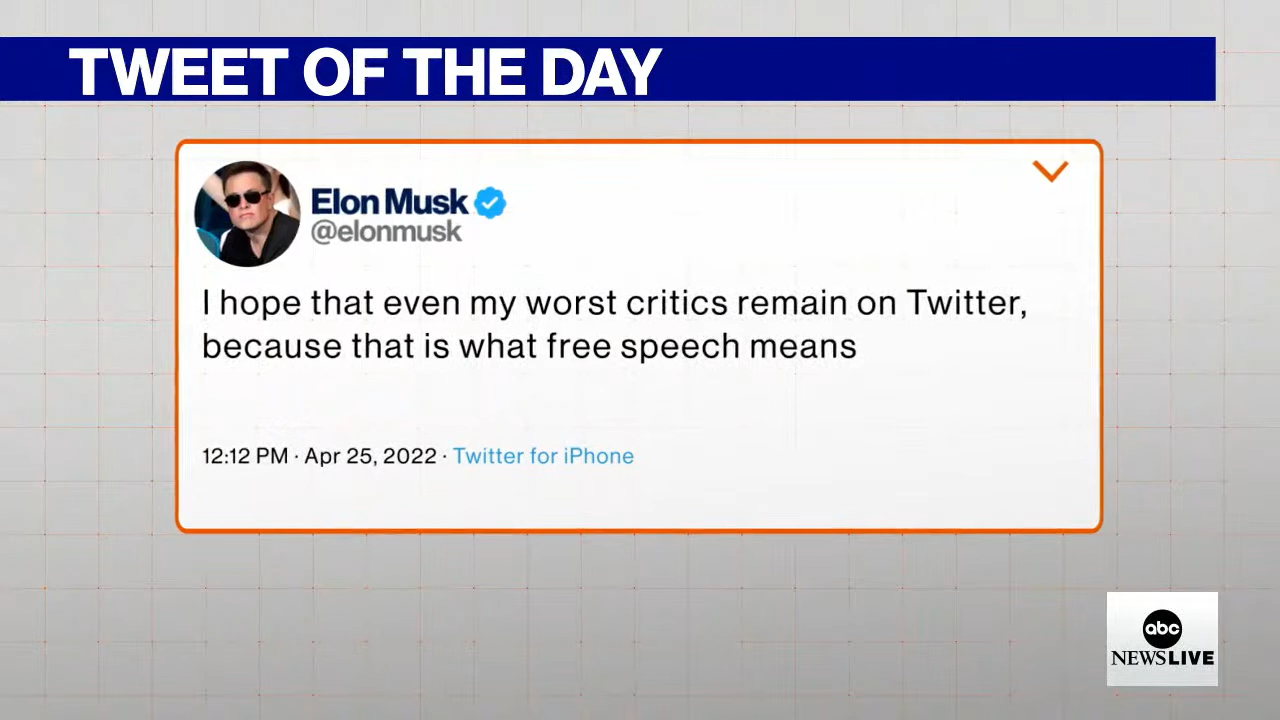 TWEET OF THE DAY
Elon Musk
@elonmusk
I hope that even my worst critics remain on Twitter,
because that is what free speech means
12:12 PM · Apr 25, 2022 · Twitter for iPhone
abc
NEWSLIVE